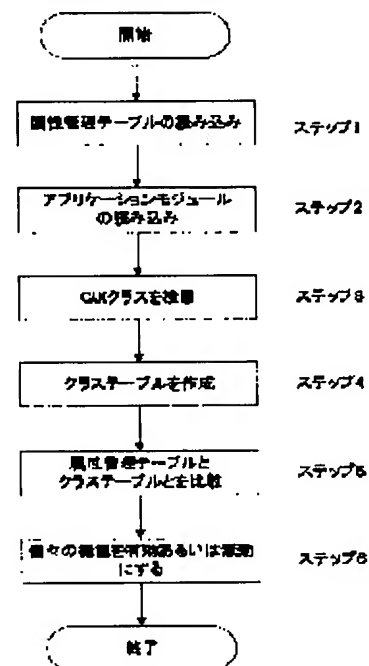 開始
属性管理テーブルの読み込み
ステップ1
アプリケーションモジュール
の読み込み
ステップ2
GUIクラスを検索
ステップ3
クラステーブルを作成
ステップ4
属性管理テーブルと
クラステーブルとを比較
ステップ5
個々の機能を有効あるいは無効
にする
ステップ6
終了